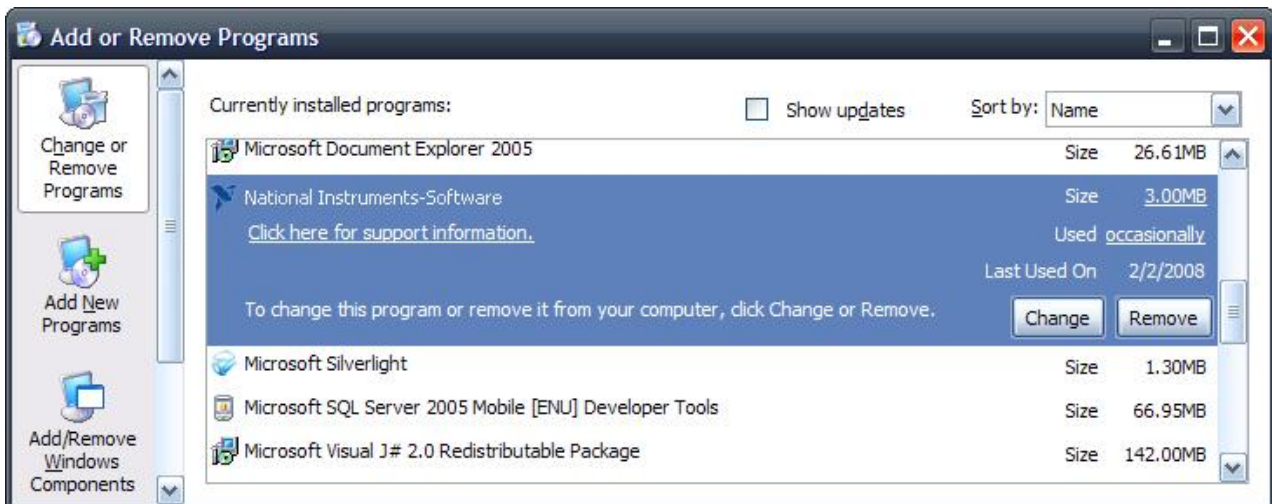 Add or Remove Programs
Change or
Remove
Programs
Add New
Programs
Add/Remove
Windows
Components
Currently installed programs:
Show updates
Sort by: Name
Microsoft Document Explorer 2005 Size 26.61MB
National Instruments-Software Size 3.00MB
Click here for support information. Used occasionally
Last Used On 2/2/2008
To change this program or remove it from your computer, click Change or Remove. Change Remove
Microsoft Silverlight Size 1.30MB
Microsoft SQL Server 2005 Mobile [ENU] Developer Tools Size 66.95MB
Microsoft Visual J# 2.0 Redistributable Package Size 142.00MB